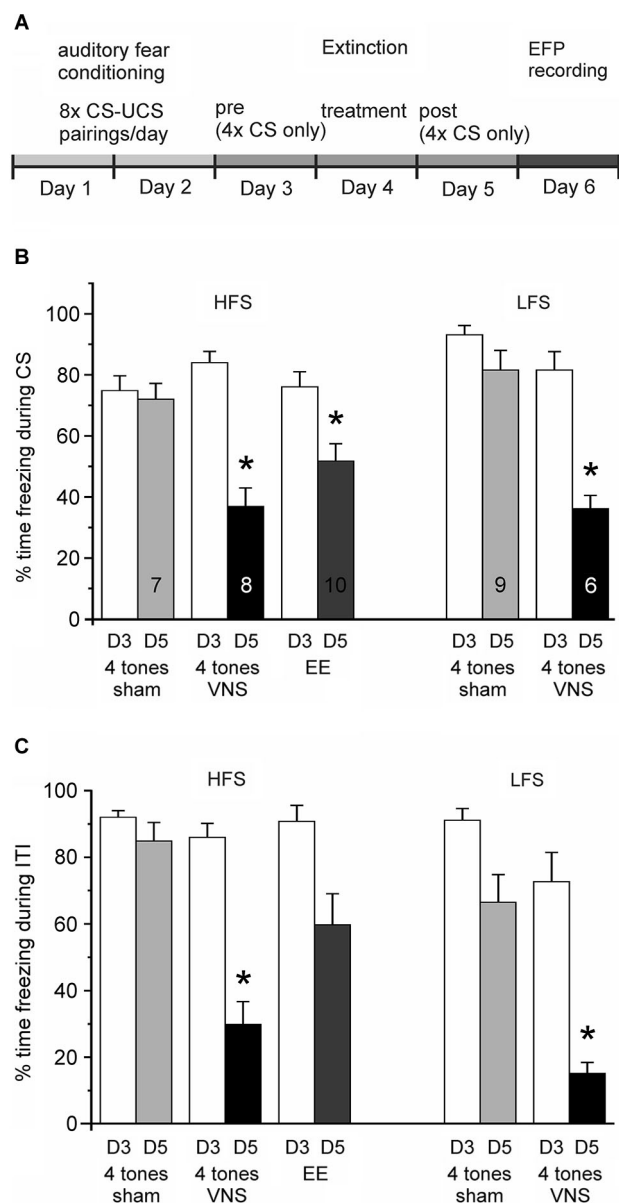 A
auditory fear conditioning
Extinction
EFP recording
8x CS-UCS pairings/day
pre (4x CS only)
treatment
post (4x CS only)
Day 1 Day 2 Day 3 Day 4 Day 5 Day 6
B
HFS LFS
% time freezing during CS
100
80
60
40
20
0
* * *
7 8 10 9 6
D3 D5 D3 D5 D3 D5 D3 D5 D3 D5
4 tones sham
4 tones VNS
EE
4 tones sham
4 tones VNS
C
HFS LFS
% time freezing during ITI
100
80
60
40
20
0
* *
D3 D5 D3 D5 D3 D5 D3 D5 D3 D5
4 tones sham
4 tones VNS
EE
4 tones sham
4 tones VNS